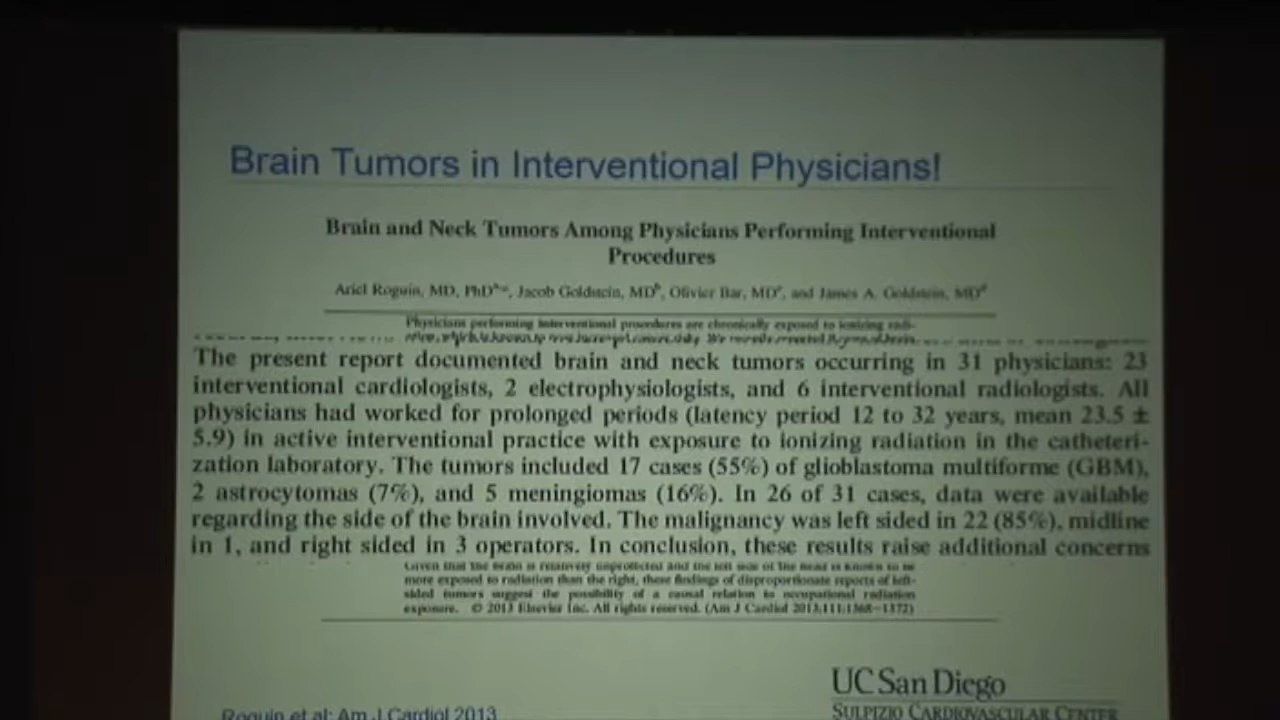 Brain Tumors in Interventional Physicians!
Brain and Neck Tumors Among Physicians Performing Interventional
Procedures
Ariel Roguin, MD, PhD, Jacob Goldstein, MD, Olivier Bar, MD, and James A. Goldstein, MD
Physicians performing interventional procedures are chronically exposed to ionizing radi-
The present report documented brain and neck tumors occurring in 31 physicians: 23
interventional cardiologists, 2 electrophysiologists, and 6 interventional radiologists. All
physicians had worked for prolonged periods (latency period 12 to 32 years, mean 23.5 ±
5.9) in active interventional practice with exposure to ionizing radiation in the catheteri-
zation laboratory. The tumors included 17 cases (55%) of glioblastoma multiforme (GBM),
2 astrocytomas (7%), and 5 meningiomas (16%). In 26 of 31 cases, data were available
regarding the side of the brain involved. The malignancy was left sided in 22 (85%), midline
in 1, and right sided in 3 operators. In conclusion, these results raise additional concerns
Given that the brain is relatively unprotected and the left side of the head is known to be
more exposed to radiation than the right, these findings of disproportionate reports of left-
sided tumors suggest the possibility of a causal relation to occupational radiation
exposure. © 2013 Elsevier Inc. All rights reserved. (Am J Cardiol 2013;111:1368-1372)
UC San Diego
Roguin et al: Am J Cardiol 2013
SULPIZIO CARDIOVASCULAR CENTER